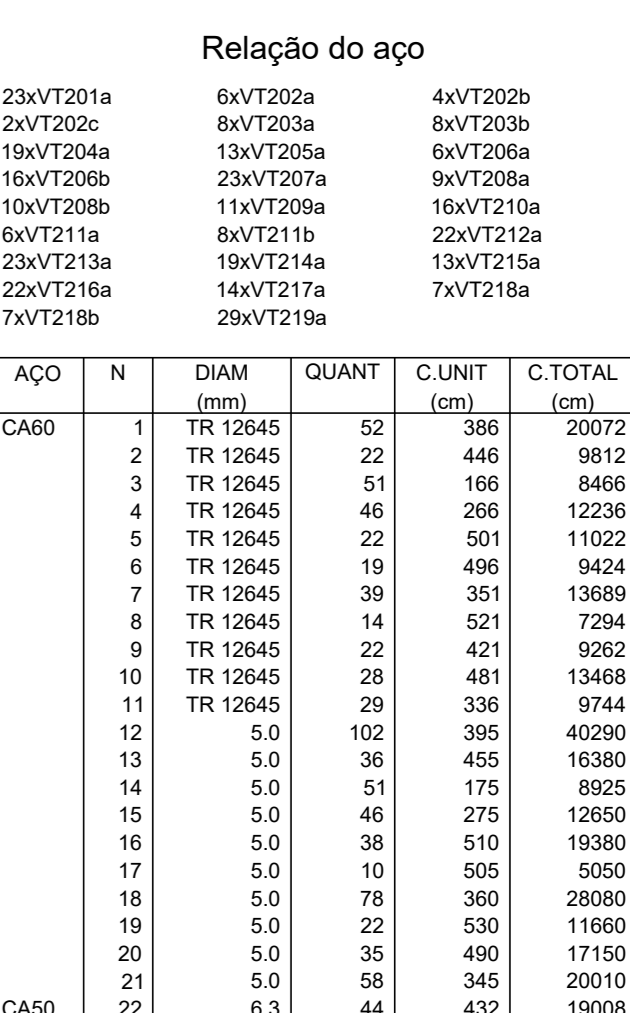 Relação do aço
23xVT201a 6xVT202a 4xVT202b
2xVT202c 8xVT203a 8xVT203b
19xVT204a 13xVT205a 6xVT206a
16xVT206b 23xVT207a 9xVT208a
10xVT208b 11xVT209a 16xVT210a
6xVT211a 8xVT211b 22xVT212a
23xVT213a 19xVT214a 13xVT215a
22xVT216a 14xVT217a 7xVT218a
7xVT218b 29xVT219a
AÇO N DIAM QUANT C.UNIT C.TOTAL
(mm) (cm) (cm)
CA60 1 TR 12645 52 386 20072
2 TR 12645 22 446 9812
3 TR 12645 51 166 8466
4 TR 12645 46 266 12236
5 TR 12645 22 501 11022
6 TR 12645 19 496 9424
7 TR 12645 39 351 13689
8 TR 12645 14 521 7294
9 TR 12645 22 421 9262
10 TR 12645 28 481 13468
11 TR 12645 29 336 9744
12 5.0 102 395 40290
13 5.0 36 455 16380
14 5.0 51 175 8925
15 5.0 46 275 12650
16 5.0 38 510 19380
17 5.0 10 505 5050
18 5.0 78 360 28080
19 5.0 22 530 11660
20 5.0 35 490 17150
21 5.0 58 345 20010
CA50 22 6.3 44 432 19008